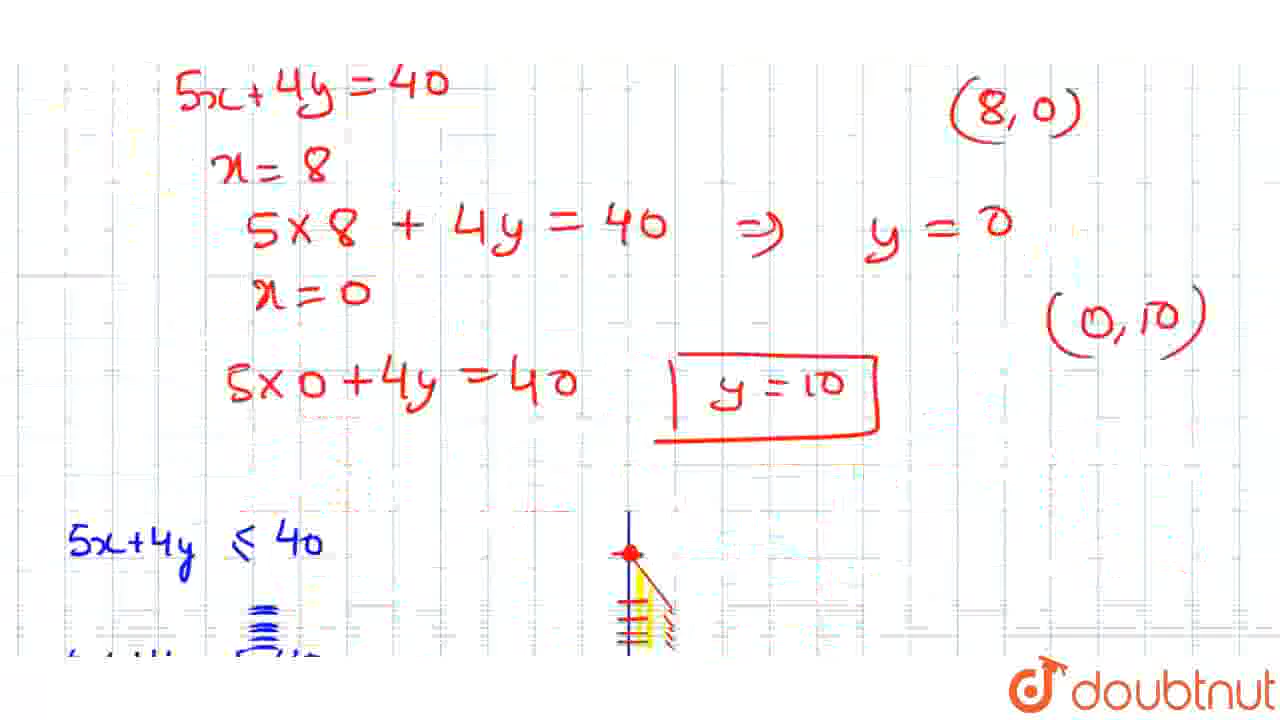 5x+4y=40
(8,0)
x=8
5×8+4y=40 ⇒ y=0
x=0
(0,10)
5×0+4y=40 y=10
5x+4y ≤ 40
doubtnut